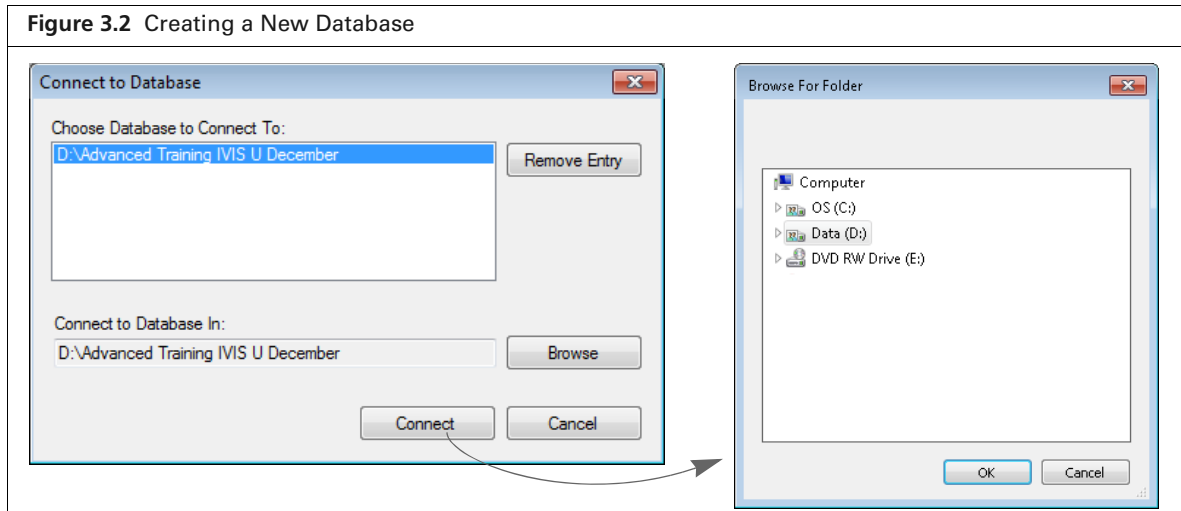 Figure 3.2 Creating a New Database
Connect to Database
Choose Database to Connect To:
D:\Advanced Training IVIS U December
Remove Entry
Connect to Database In:
D:\Advanced Training IVIS U December
Browse
Connect
Cancel
Browse For Folder
Computer
OS (C:)
Data (D:)
DVD RW Drive (E:)
OK
Cancel